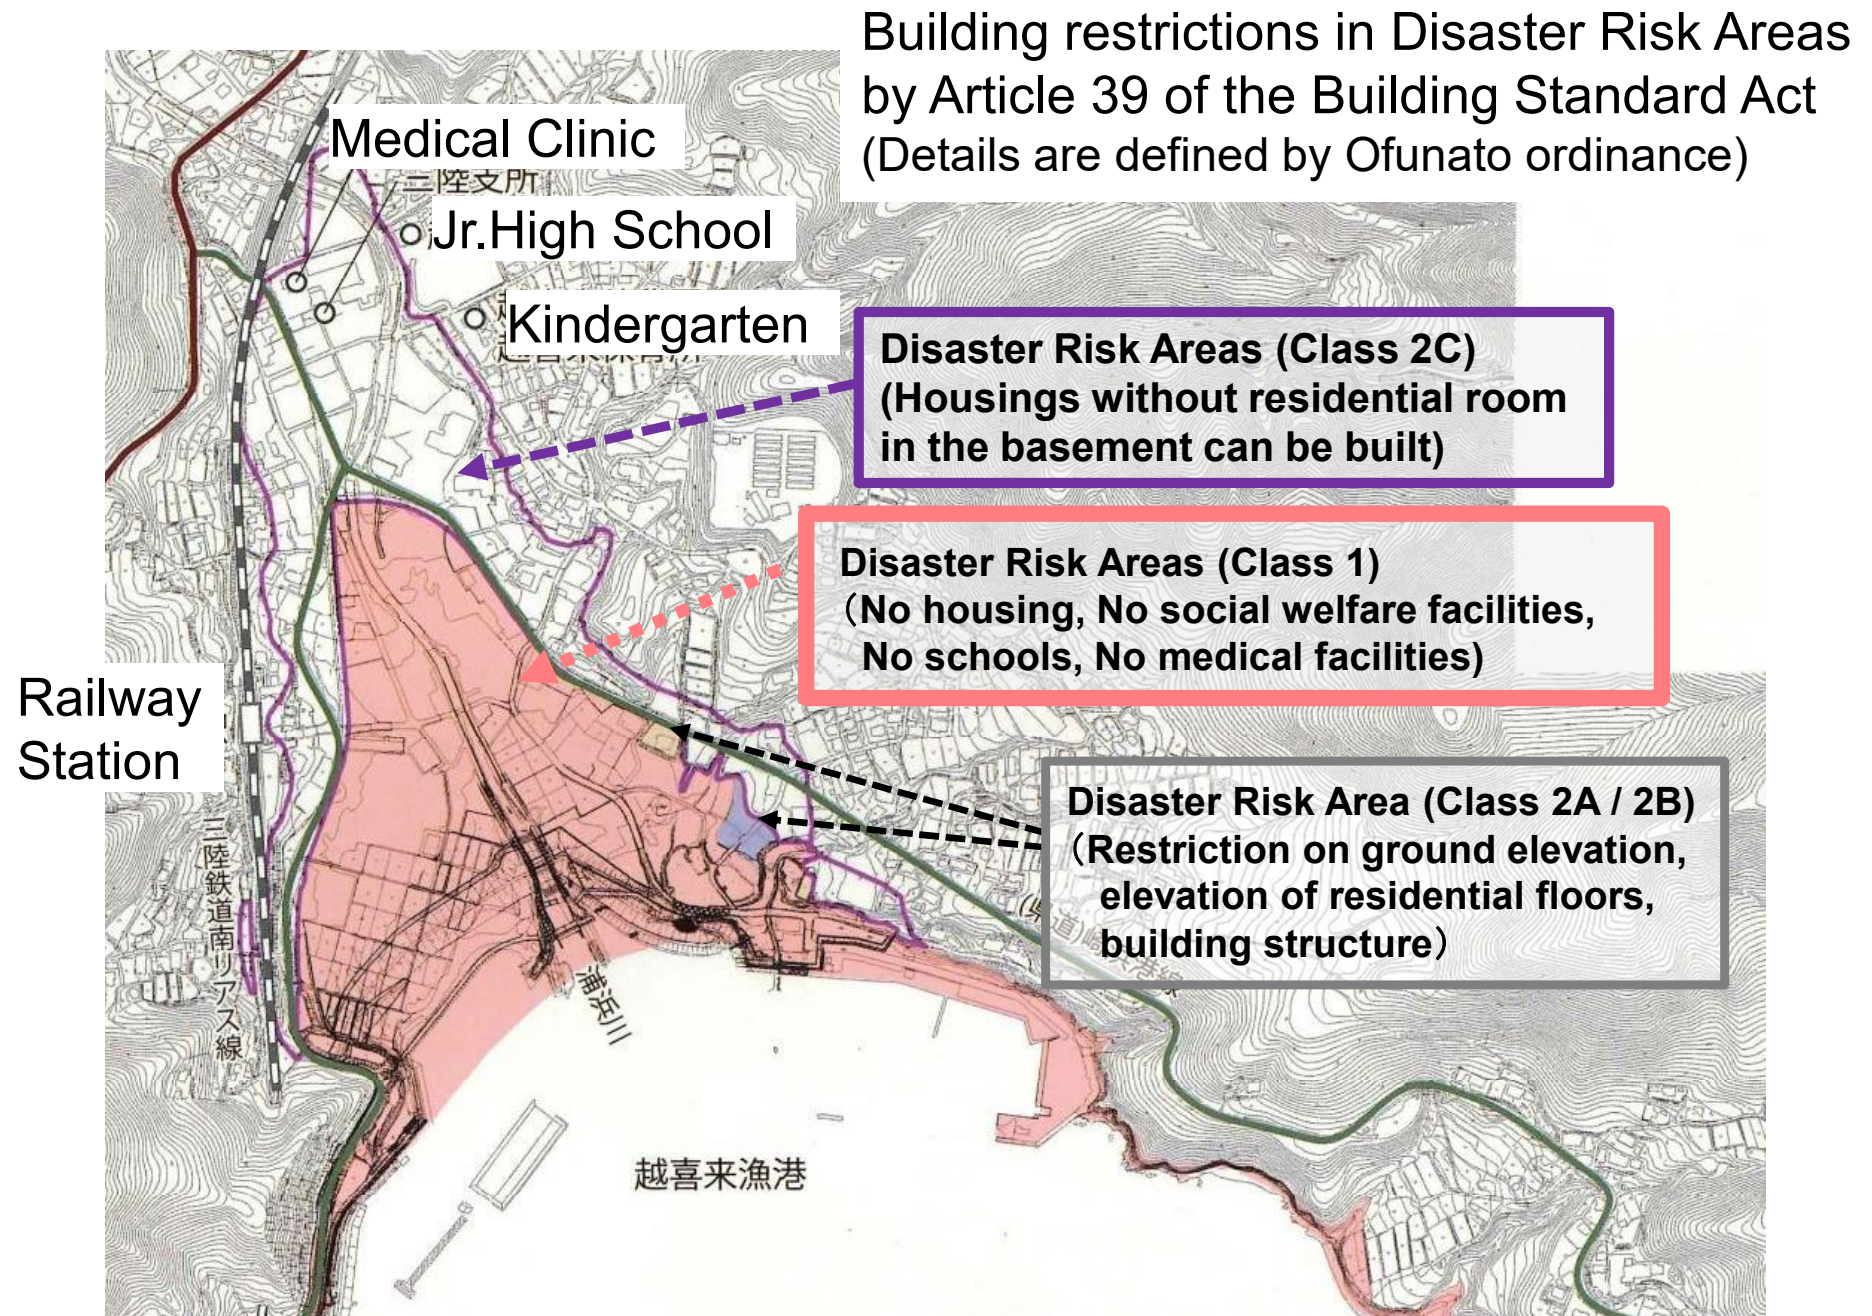 Building restrictions in Disaster Risk Areas
by Article 39 of the Building Standard Act
(Details are defined by Ofunato ordinance)
Medical Clinic
三陸支所
Jr.High School
Kindergarten
Disaster Risk Areas (Class 2C)
(Housings without residential room
in the basement can be built)
Disaster Risk Areas (Class 1)
（No housing, No social welfare facilities,
No schools, No medical facilities)
Railway
Station
Disaster Risk Area (Class 2A / 2B)
（Restriction on ground elevation,
elevation of residential floors,
building structure）
三陸鉄道南リアス線
浦浜川
越喜来漁港